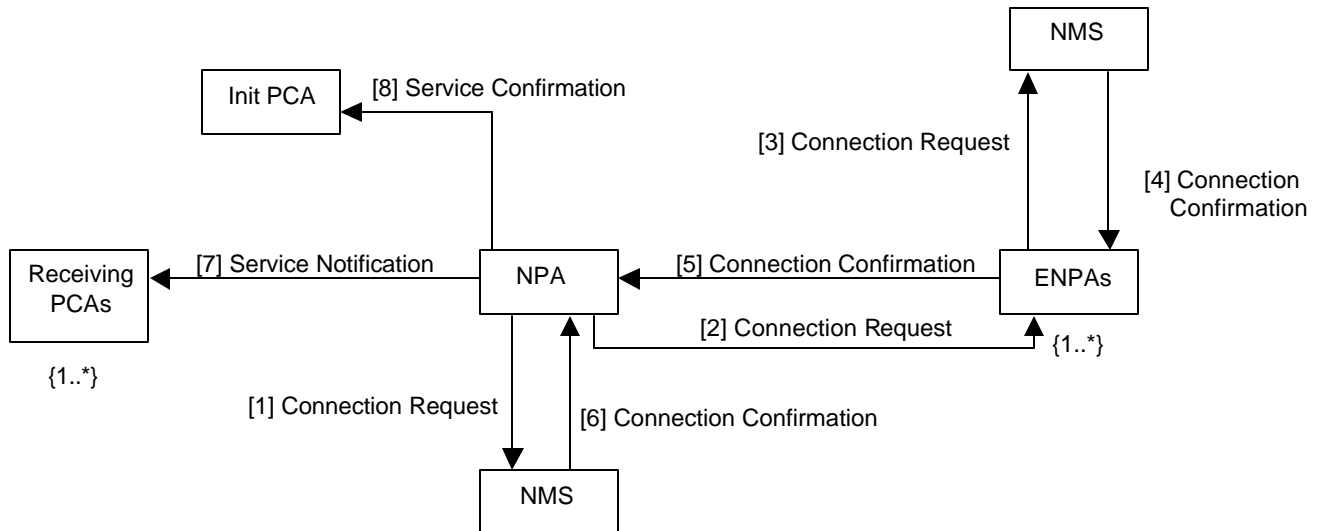 NMS
Init PCA
[8] Service Confirmation
[3] Connection Request
[4] Connection
Confirmation
Receiving
PCAs
[7] Service Notification
NPA
[5] Connection Confirmation
ENPAs
[2] Connection Request
{1..*}
{1..*}
[1] Connection Request
[6] Connection Confirmation
NMS